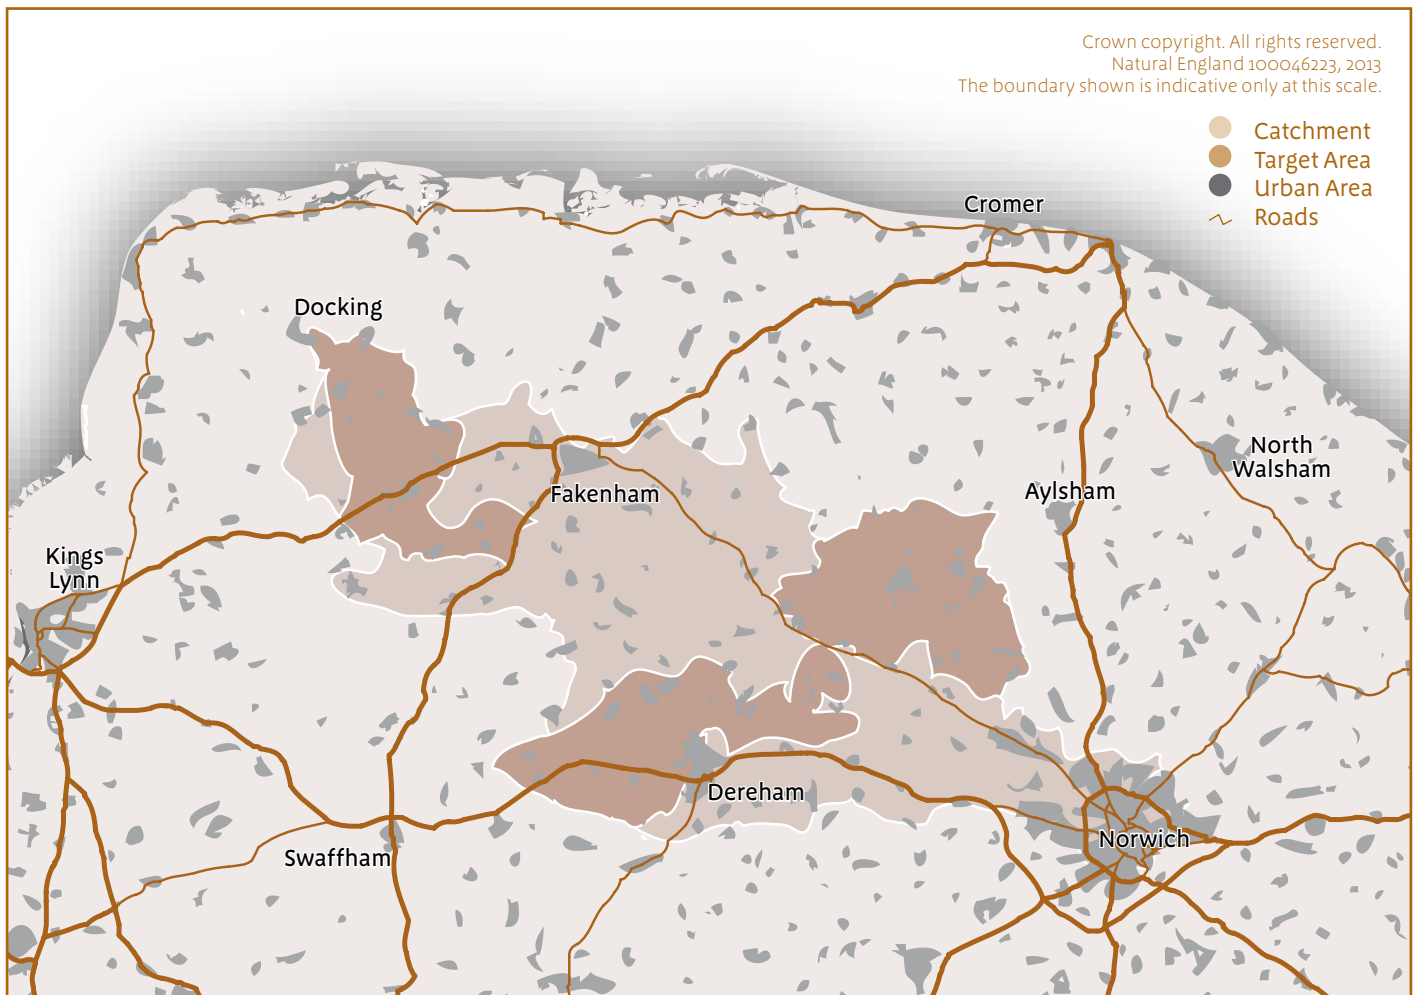 Crown copyright. All rights reserved.
Natural England 100046223, 2013
The boundary shown is indicative only at this scale.
Catchment
Target Area
Urban Area
Roads
Cromer
Docking
North
Walsham
Aylsham
Fakenham
Kings
Lynn
Dereham
Norwich
Swaffham